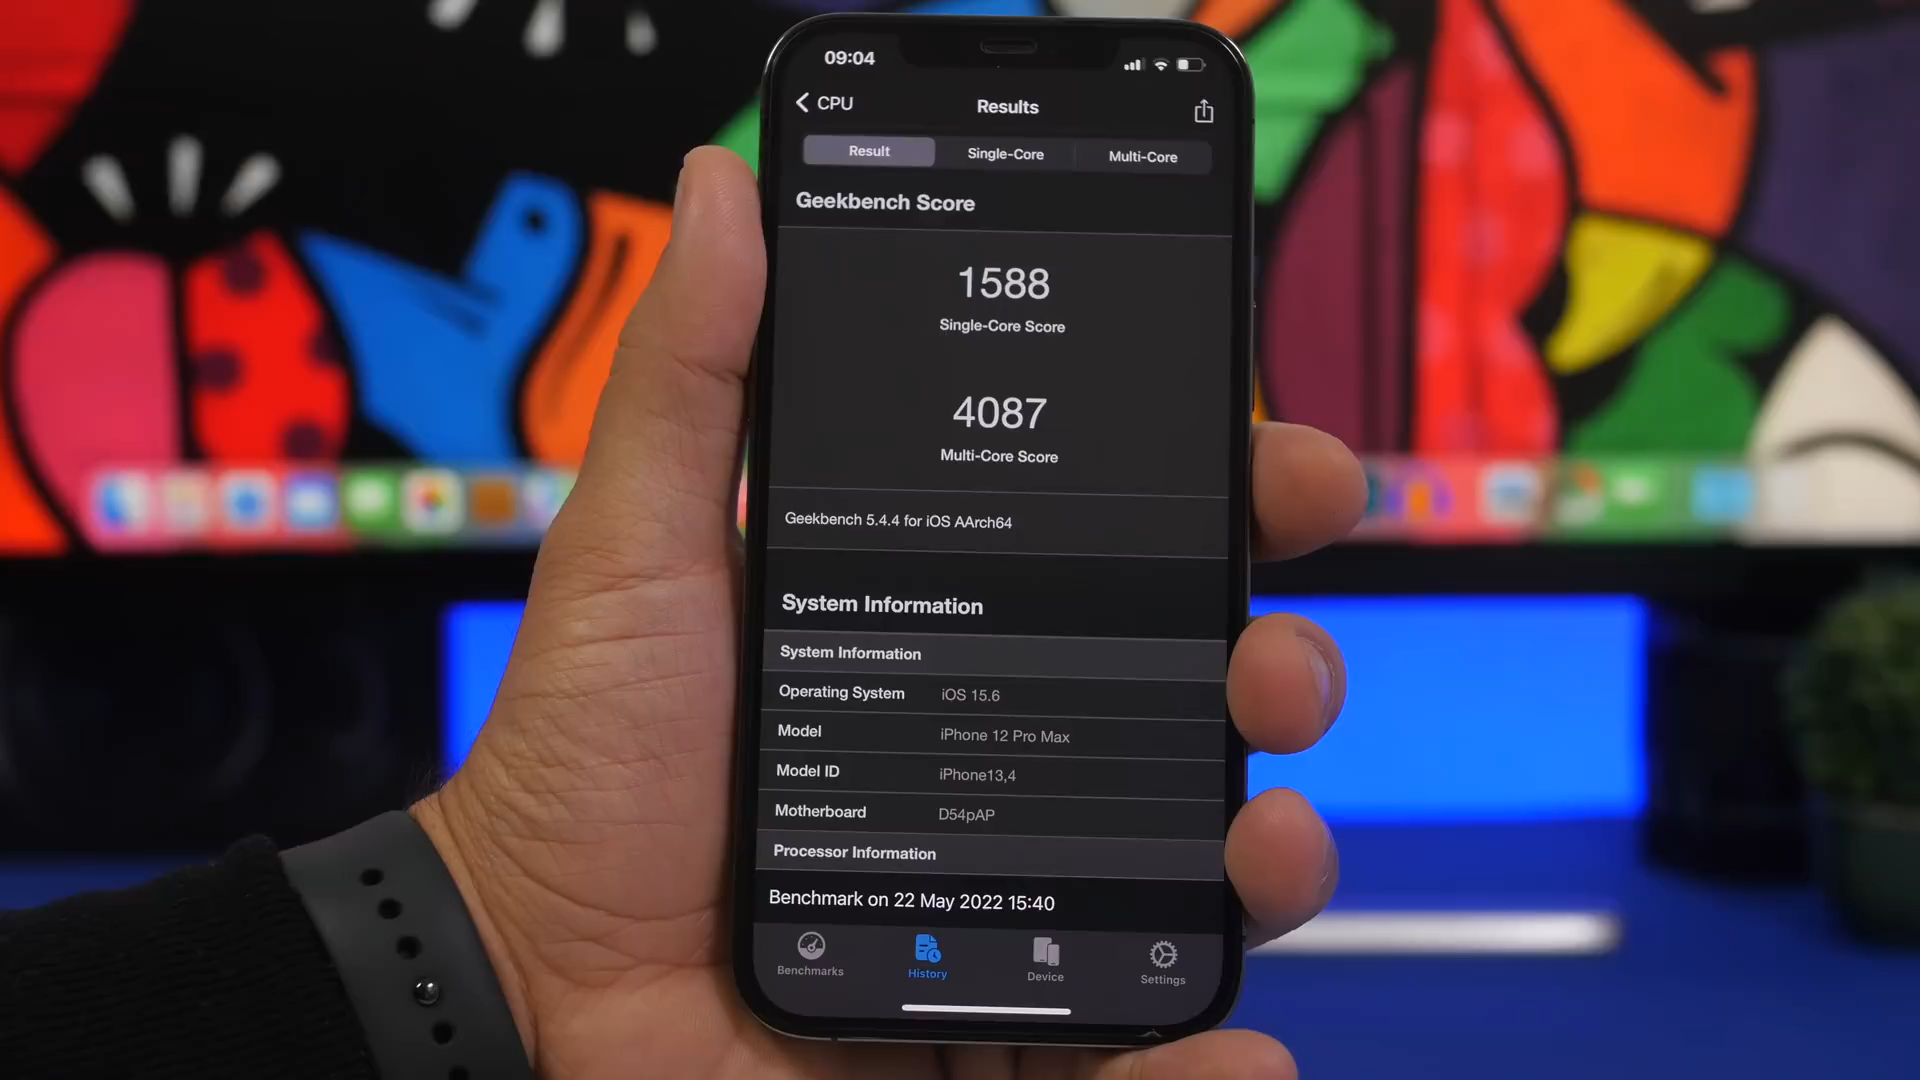 09:04
CPU
Results
Result Single-Core Multi-Core
Geekbench Score
1588
Single-Core Score
4087
Multi-Core Score
Geekbench 5.4.4 for iOS AArch64
System Information
System Information
Operating System iOS 15.6
Model iPhone 12 Pro Max
Model ID iPhone13,4
Motherboard D54pAP
Processor Information
Benchmark on 22 May 2022 15:40
Benchmarks History Device Settings